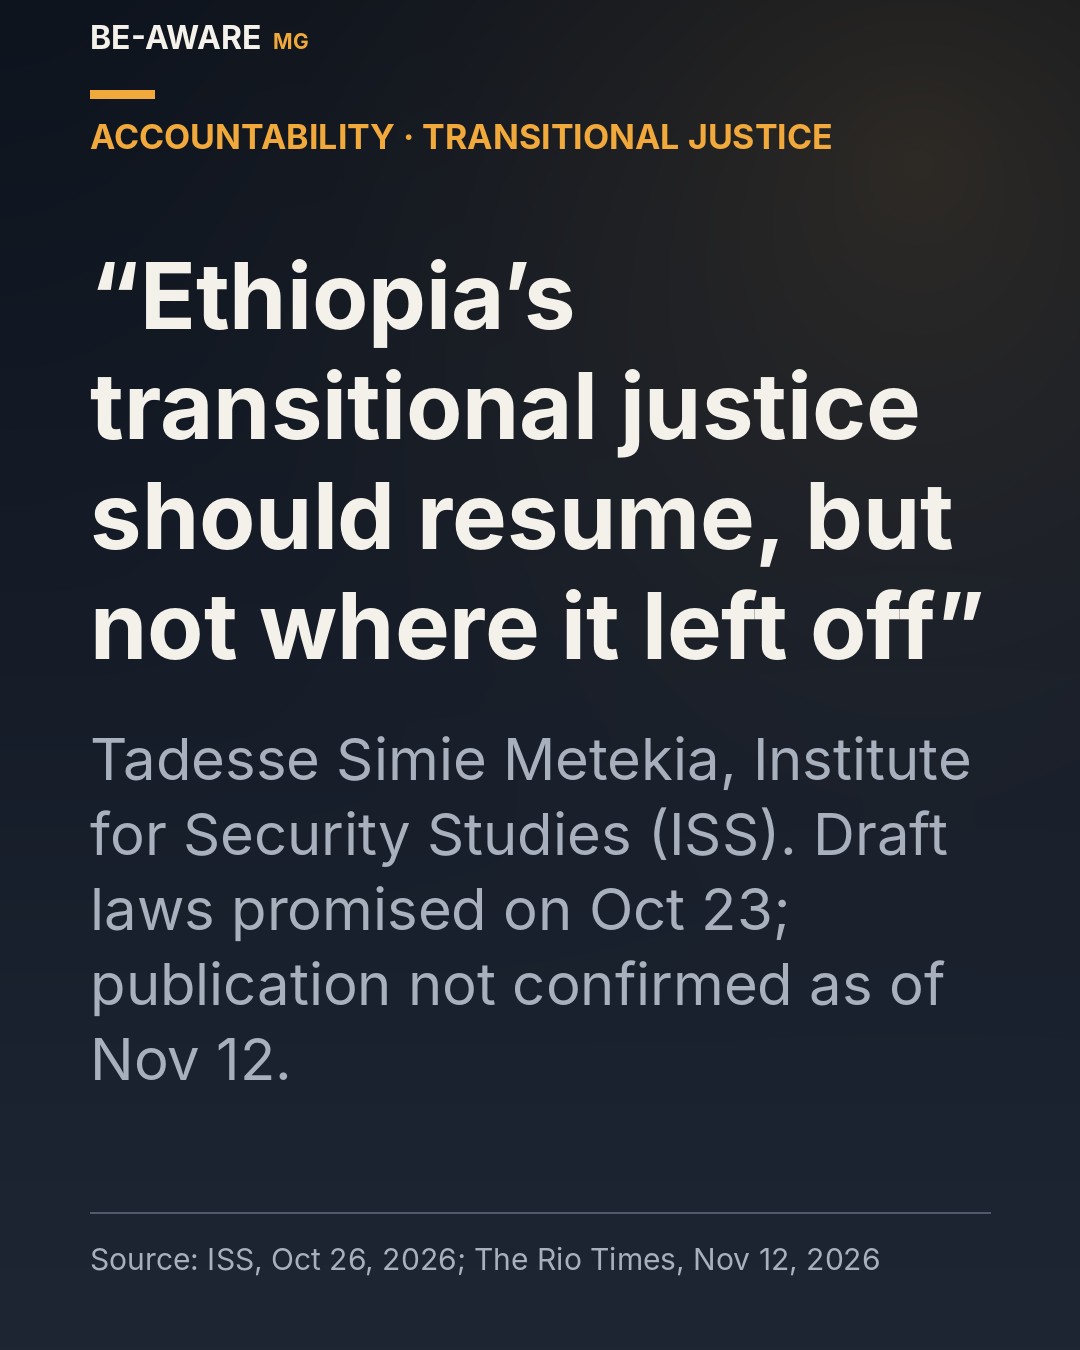 BE-AWARE MG
ACCOUNTABILITY · TRANSITIONAL JUSTICE
“Ethiopia’s
transitional justice
should resume, but
not where it left off”
Tadesse Simie Metekia, Institute
for Security Studies (ISS). Draft
laws promised on Oct 23;
publication not confirmed as of
Nov 12.
Source: ISS, Oct 26, 2026; The Rio Times, Nov 12, 2026